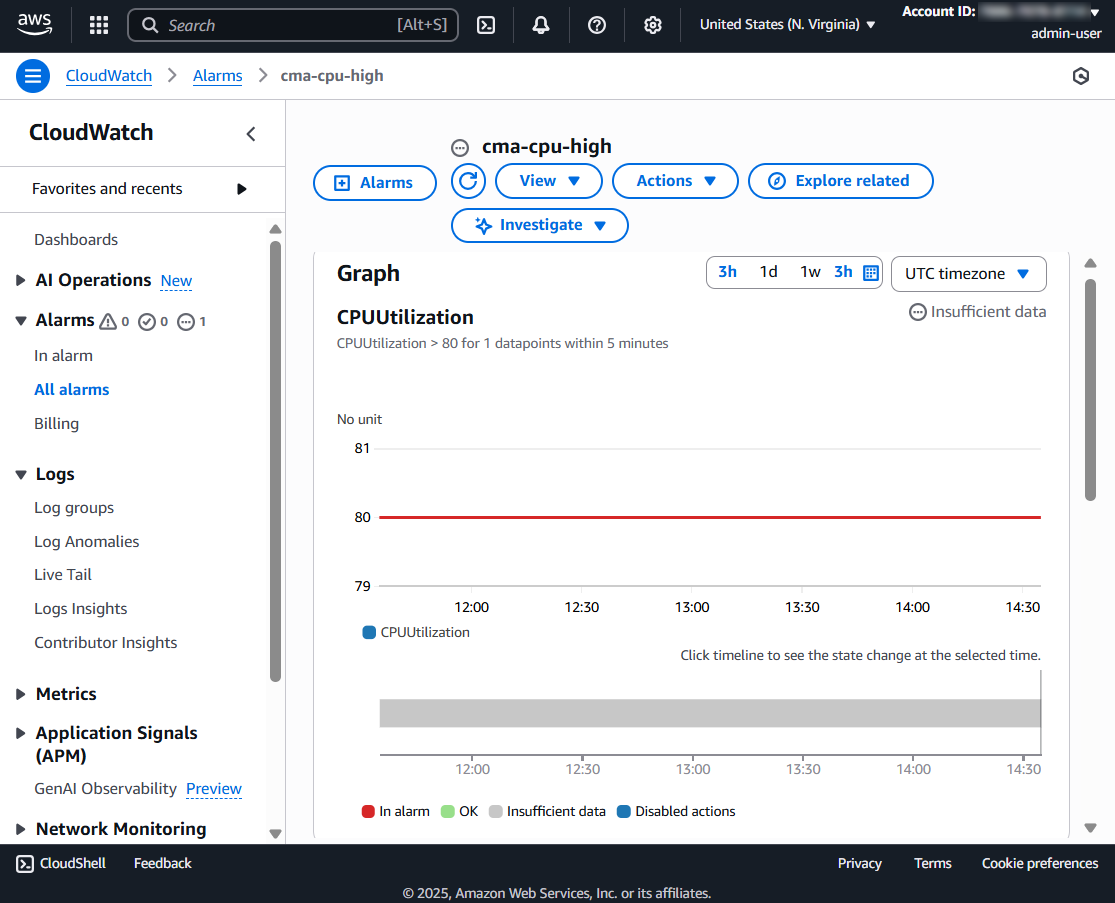 aws
Search [Alt+S]
United States (N. Virginia)
Account ID:
admin-user
CloudWatch
Alarms
cma-cpu-high
CloudWatch
Favorites and recents
Dashboards
AI Operations New
Alarms 0 0 1
In alarm
All alarms
Billing
Logs
Log groups
Log Anomalies
Live Tail
Logs Insights
Contributor Insights
Metrics
Application Signals
(APM)
GenAI Observability Preview
Network Monitoring
cma-cpu-high
Alarms
View
Actions
Explore related
Investigate
Graph
3h 1d 1w 3h
UTC timezone
CPUUtilization
Insufficient data
CPUUtilization > 80 for 1 datapoints within 5 minutes
No unit
81
80
79
12:00 12:30 13:00 13:30 14:00 14:30
CPUUtilization
Click timeline to see the state change at the selected time.
12:00 12:30 13:00 13:30 14:00 14:30
In alarm OK Insufficient data Disabled actions
CloudShell Feedback
Privacy Terms Cookie preferences
© 2025, Amazon Web Services, Inc. or its affiliates.